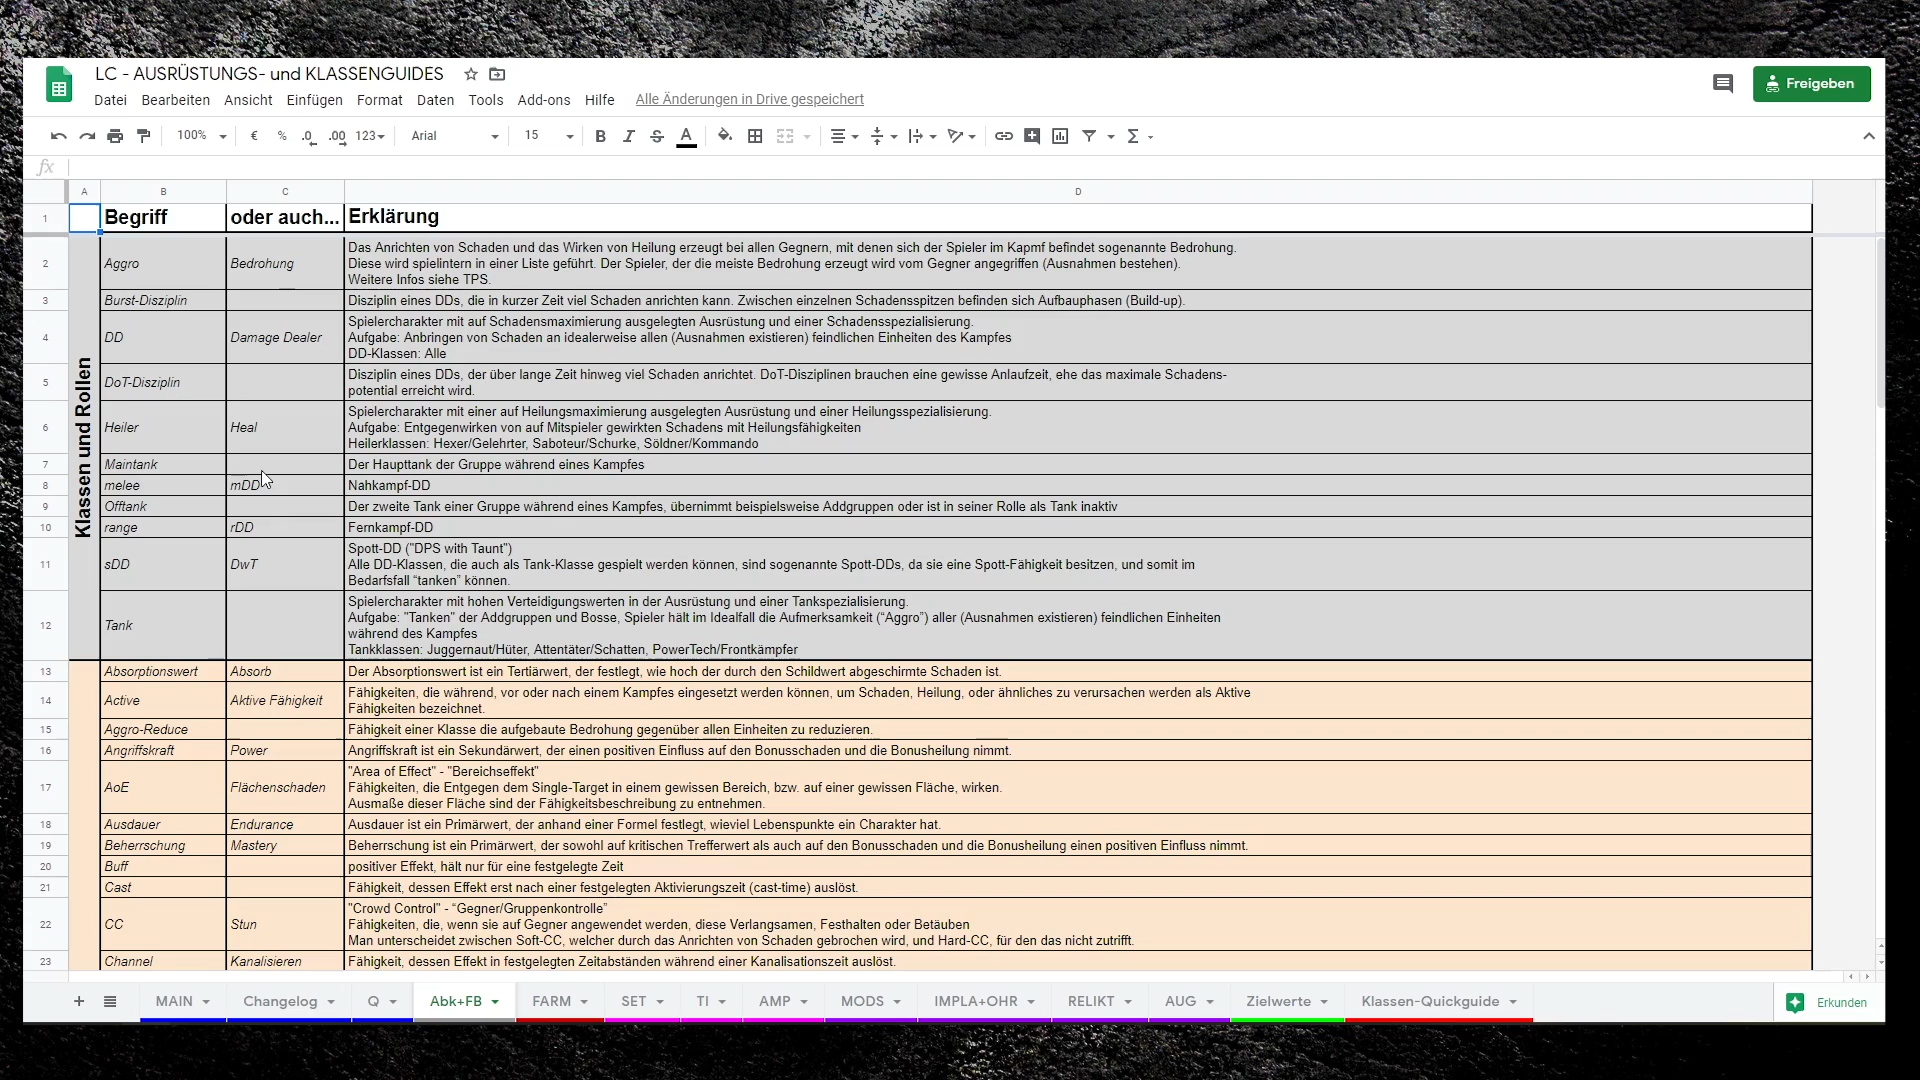 LC - AUSRÜSTUNGS- und KLASSENGUIDES
Freigeben
Datei Bearbeiten Ansicht Einfügen Format Daten Tools Add-ons Hilfe Alle Änderungen in Drive gespeichert
100% € % .0 .00 123 Arial 15 B I S A Σ
fx
A B C D
1 Begriff oder auch... Erklärung
Klassen und Rollen
2 Aggro Bedrohung Das Anrichten von Schaden und das Wirken von Heilung erzeugt bei allen Gegnern, mit denen sich der Spieler im Kapmf befindet sogenannte Bedrohung.
Diese wird spielintern in einer Liste geführt. Der Spieler, der die meiste Bedrohung erzeugt wird vom Gegner angegriffen (Ausnahmen bestehen).
Weitere Infos siehe TPS.
3 Burst-Disziplin Disziplin eines DDs, die in kurzer Zeit viel Schaden anrichten kann. Zwischen einzelnen Schadensspitzen befinden sich Aufbauphasen (Build-up).
4 DD Damage Dealer Spielercharakter mit auf Schadensmaximierung ausgelegten Ausrüstung und einer Schadensspezialisierung.
Aufgabe: Anbringen von Schaden an idealerweise allen (Ausnahmen existieren) feindlichen Einheiten des Kampfes
DD-Klassen: Alle
5 DoT-Disziplin Disziplin eines DDs, der über lange Zeit hinweg viel Schaden anrichtet. DoT-Disziplinen brauchen eine gewisse Anlaufzeit, ehe das maximale Schadens-
potential erreicht wird.
6 Heiler Heal Spielercharakter mit einer auf Heilungsmaximierung ausgelegten Ausrüstung und einer Heilungsspezialisierung.
Aufgabe: Entgegenwirken von auf Mitspieler gewirkten Schadens mit Heilungsfähigkeiten
Heilerklassen: Hexer/Gelehrter, Saboteur/Schurke, Söldner/Kommando
7 Maintank Der Haupttank der Gruppe während eines Kampfes
8 melee mDD Nahkampf-DD
9 Offtank Der zweite Tank einer Gruppe während eines Kampfes, übernimmt beispielsweise Addgruppen oder ist in seiner Rolle als Tank inaktiv
10 range rDD Fernkampf-DD
11 sDD DwT Spott-DD ("DPS with Taunt")
Alle DD-Klassen, die auch als Tank-Klasse gespielt werden können, sind sogenannte Spott-DDs, da sie eine Spott-Fähigkeit besitzen, und somit im
Bedarfsfall “tanken” können.
12 Tank Spielercharakter mit hohen Verteidigungswerten in der Ausrüstung und einer Tankspezialisierung.
Aufgabe: "Tanken" der Addgruppen und Bosse, Spieler hält im Idealfall die Aufmerksamkeit (“Aggro”) aller (Ausnahmen existieren) feindlichen Einheiten
während des Kampfes
Tankklassen: Juggernaut/Hüter, Attentäter/Schatten, PowerTech/Frontkämpfer
13 Absorptionswert Absorb Der Absorptionswert ist ein Tertiärwert, der festlegt, wie hoch der durch den Schildwert abgeschirmte Schaden ist.
14 Active Aktive Fähigkeit Fähigkeiten, die während, vor oder nach einem Kampfes eingesetzt werden können, um Schaden, Heilung, oder ähnliches zu verursachen werden als Aktive
Fähigkeiten bezeichnet.
15 Aggro-Reduce Fähigkeit einer Klasse die aufgebaute Bedrohung gegenüber allen Einheiten zu reduzieren.
16 Angriffskraft Power Angriffskraft ist ein Sekundärwert, der einen positiven Einfluss auf den Bonusschaden und die Bonusheilung nimmt.
17 AoE Flächenschaden "Area of Effect" - "Bereichseffekt"
Fähigkeiten, die Entgegen dem Single-Target in einem gewissen Bereich, bzw. auf einer gewissen Fläche, wirken.
Ausmaße dieser Fläche sind der Fähigkeitsbeschreibung zu entnehmen.
18 Ausdauer Endurance Ausdauer ist ein Primärwert, der anhand einer Formel festlegt, wieviel Lebenspunkte ein Charakter hat.
19 Beherrschung Mastery Beherrschung ist ein Primärwert, der sowohl auf kritischen Trefferwert als auch auf den Bonusschaden und die Bonusheilung einen positiven Einfluss nimmt.
20 Buff positiver Effekt, hält nur für eine festgelegte Zeit
21 Cast Fähigkeit, dessen Effekt erst nach einer festgelegten Aktivierungszeit (cast-time) auslöst.
22 CC Stun "Crowd Control" - “Gegner/Gruppenkontrolle”
Fähigkeiten, die, wenn sie auf Gegner angewendet werden, diese Verlangsamen, Festhalten oder Betäuben
Man unterscheidet zwischen Soft-CC, welcher durch das Anrichten von Schaden gebrochen wird, und Hard-CC, für den das nicht zutrifft.
23 Channel Kanalisieren Fähigkeit, dessen Effekt in festgelegten Zeitabständen während einer Kanalisationszeit auslöst.
+ MAIN Changelog Q Abk+FB FARM SET TI AMP MODS IMPLA+OHR RELIKT AUG Zielwerte Klassen-Quickguide Erkunden